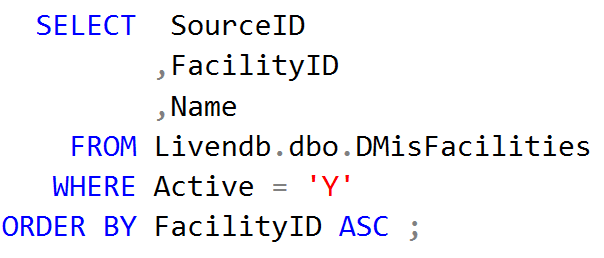 SELECT SourceID
,FacilityID
,Name
FROM Livendb.dbo.DMisFacilities
WHERE Active = 'Y'
ORDER BY FacilityID ASC ;